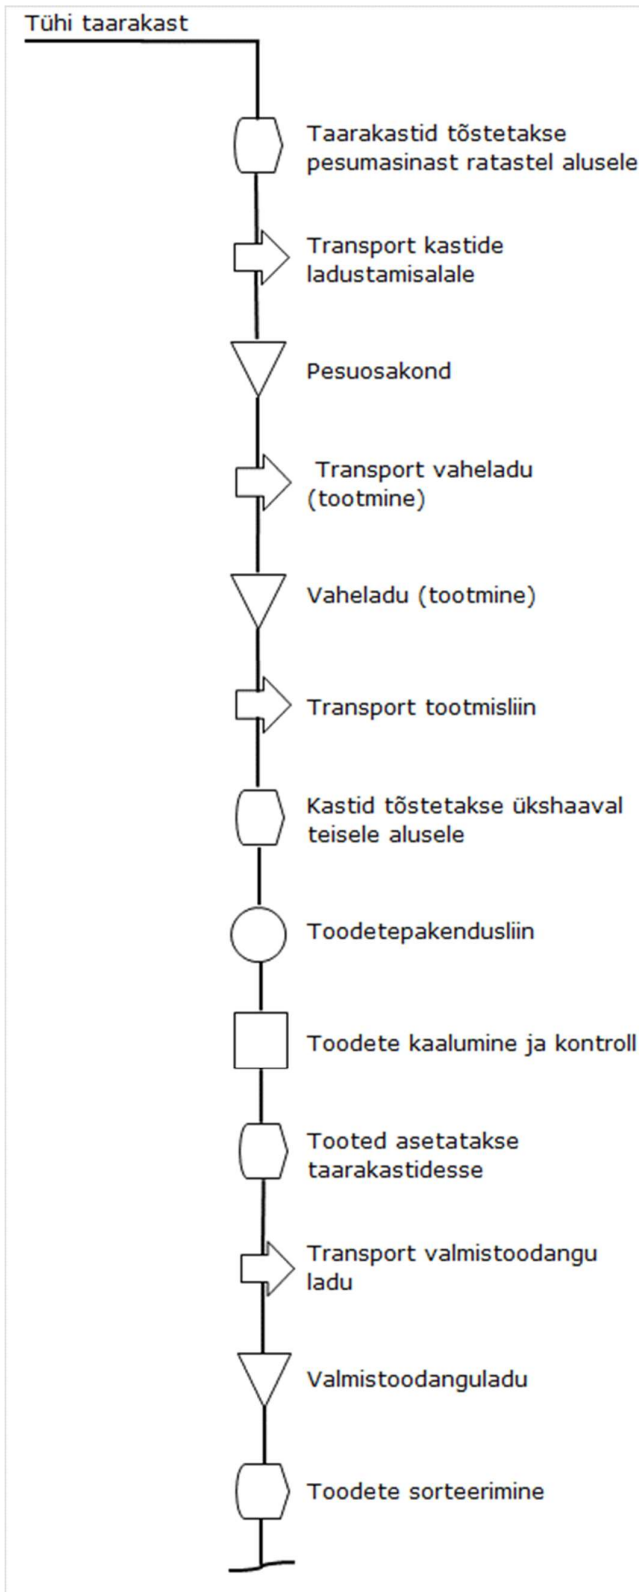 Tühi taarakast
Taarakastid tõstetakse
pesumasinast ratastel alusele
Transport kastide
ladustamisalale
Pesuosakond
Transport vaheladu
(tootmine)
Vaheladu (tootmine)
Transport tootmisliin
Kastid tõstetakse ükshaaval
teisele alusele
Toodetepakendusliin
Toodete kaalumine ja kontroll
Tooted asetatakse
taarakastidesse
Transport valmistoodangu
ladu
Valmistoodanguladu
Toodete sorteerimine